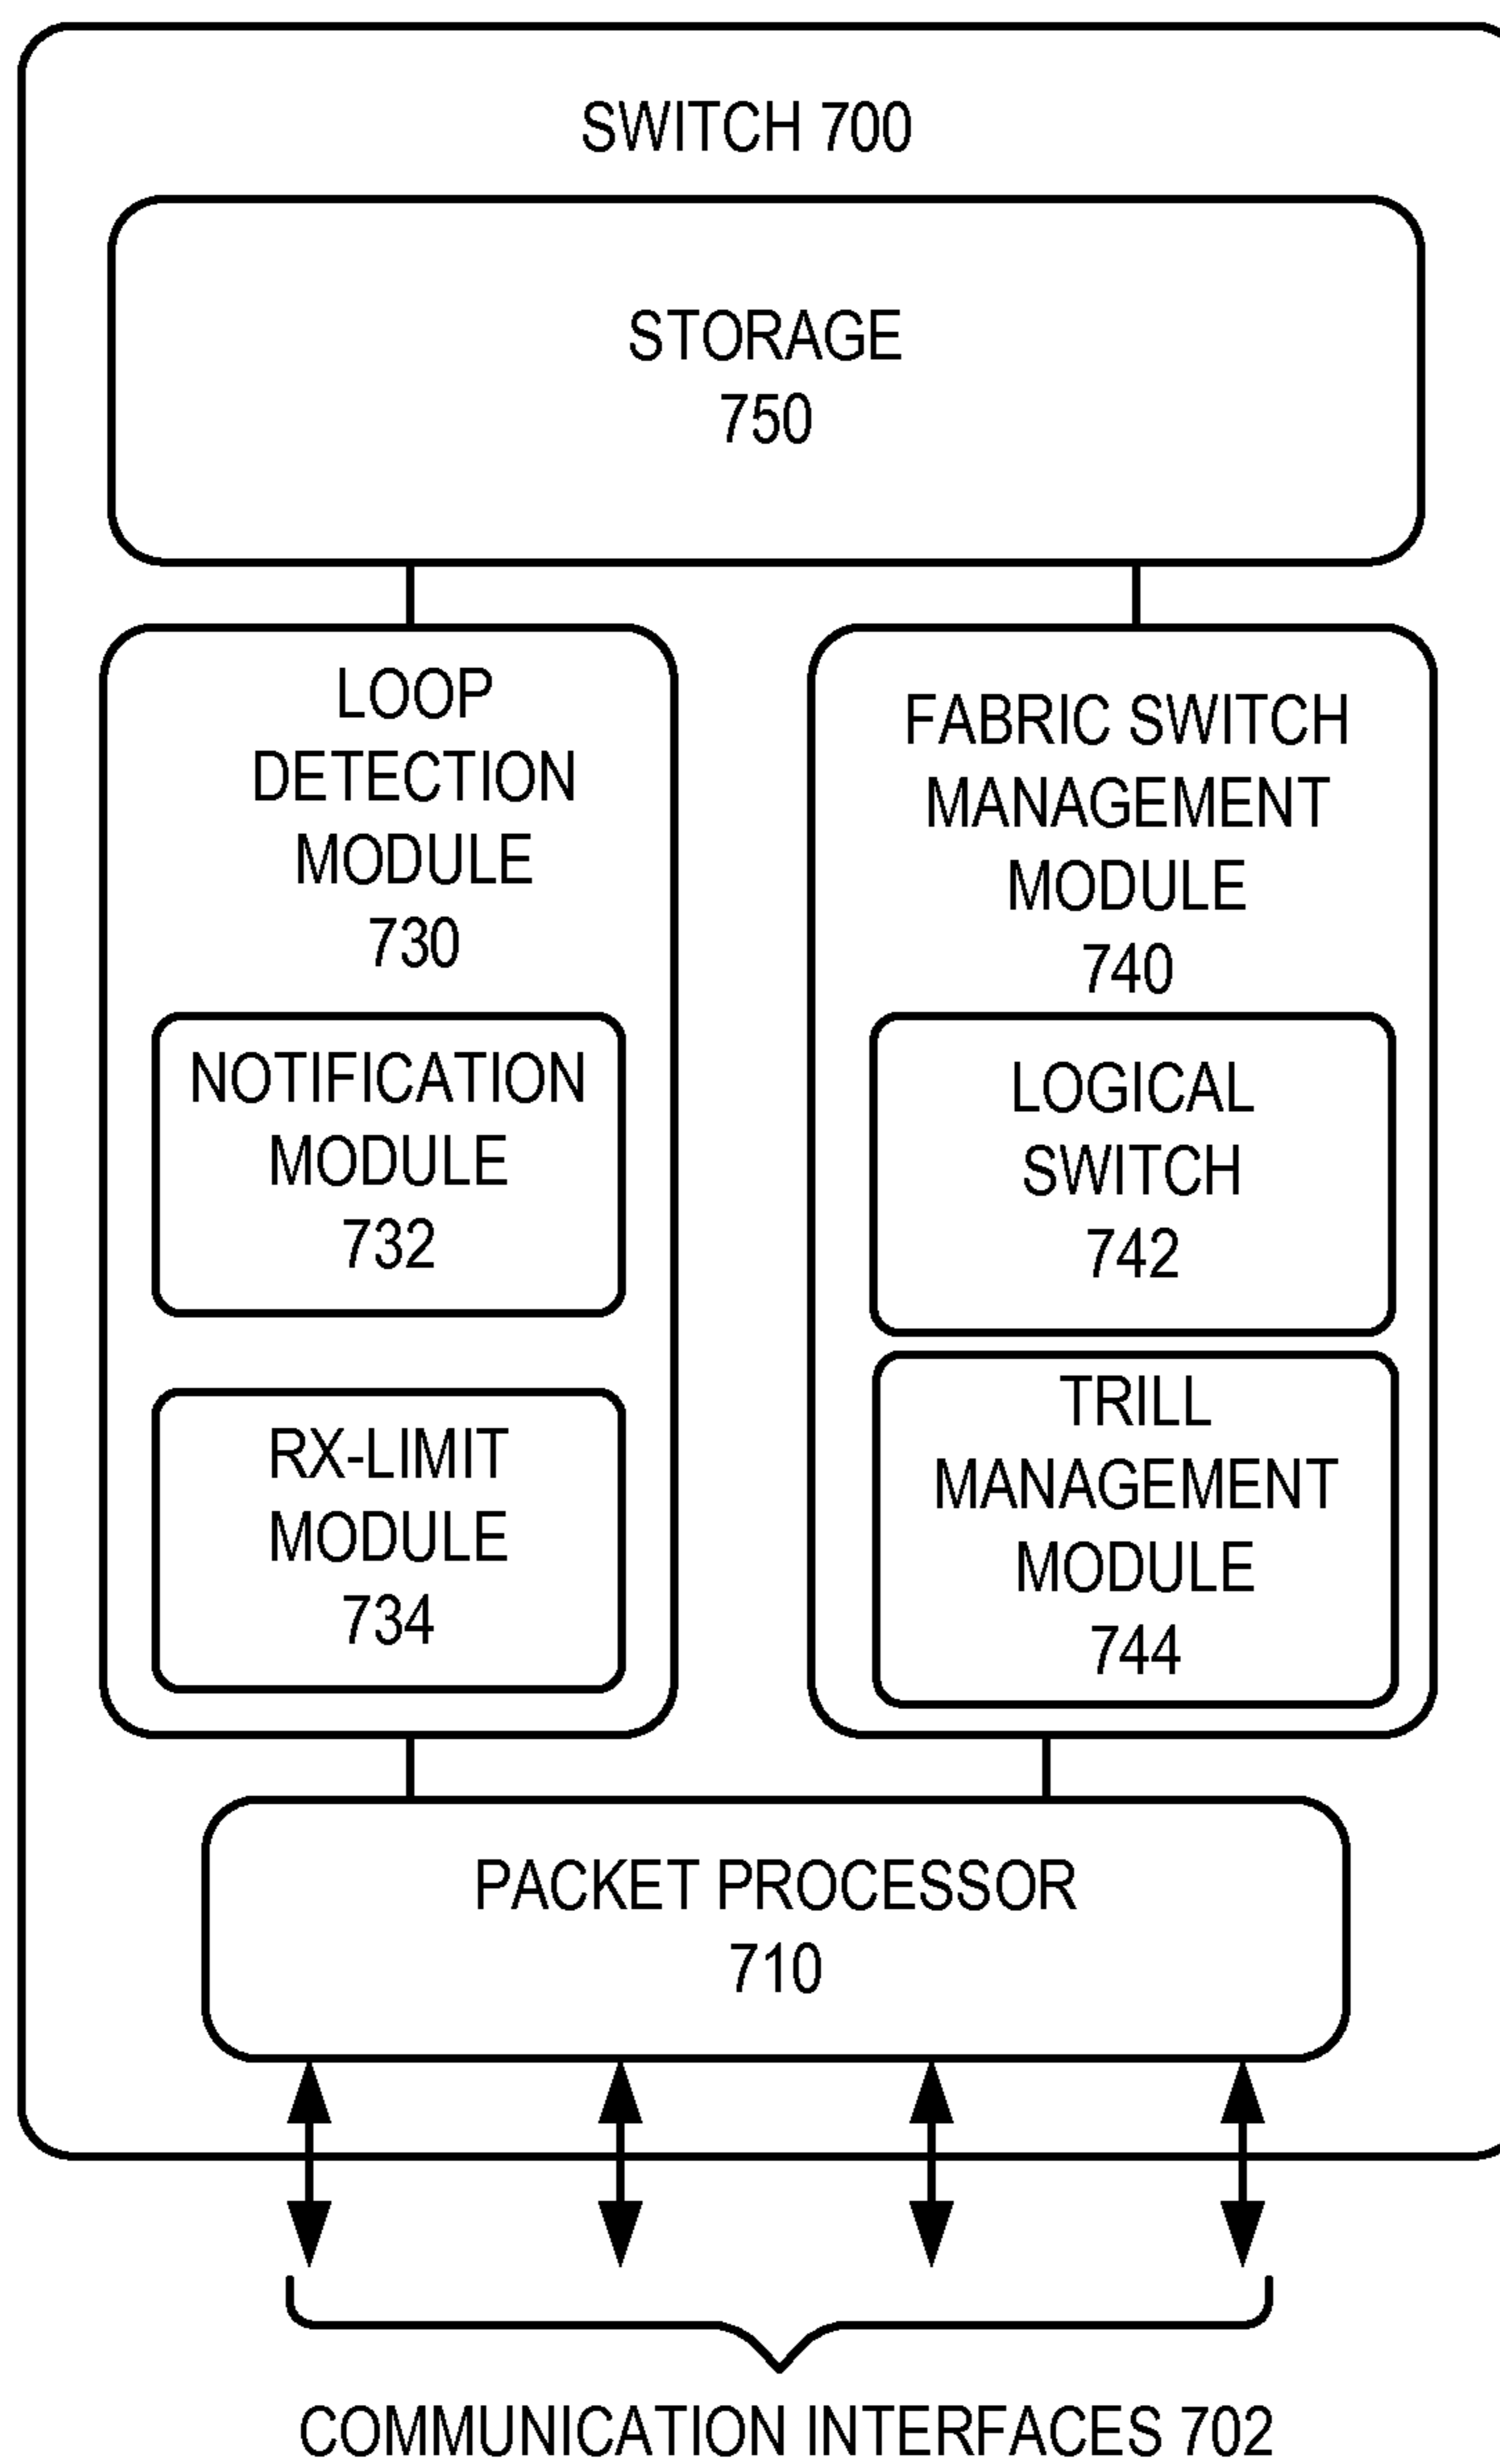 SWITCH 700
STORAGE
750
LOOP
DETECTION
MODULE
730
NOTIFICATION
MODULE
732
RX-LIMIT
MODULE
734
FABRIC SWITCH
MANAGEMENT
MODULE
740
LOGICAL
SWITCH
742
TRILL
MANAGEMENT
MODULE
744
PACKET PROCESSOR
710
COMMUNICATION INTERFACES 702